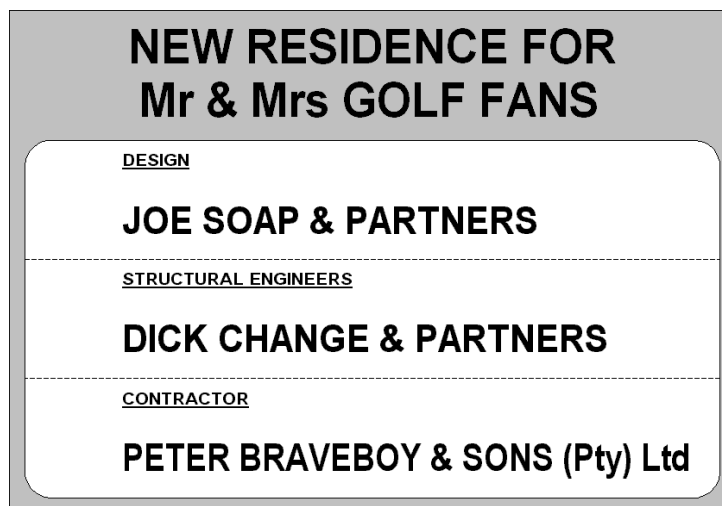 NEW RESIDENCE FOR
Mr & Mrs GOLF FANS
DESIGN
JOE SOAP & PARTNERS
STRUCTURAL ENGINEERS
DICK CHANGE & PARTNERS
CONTRACTOR
PETER BRAVEBOY & SONS (Pty) Ltd